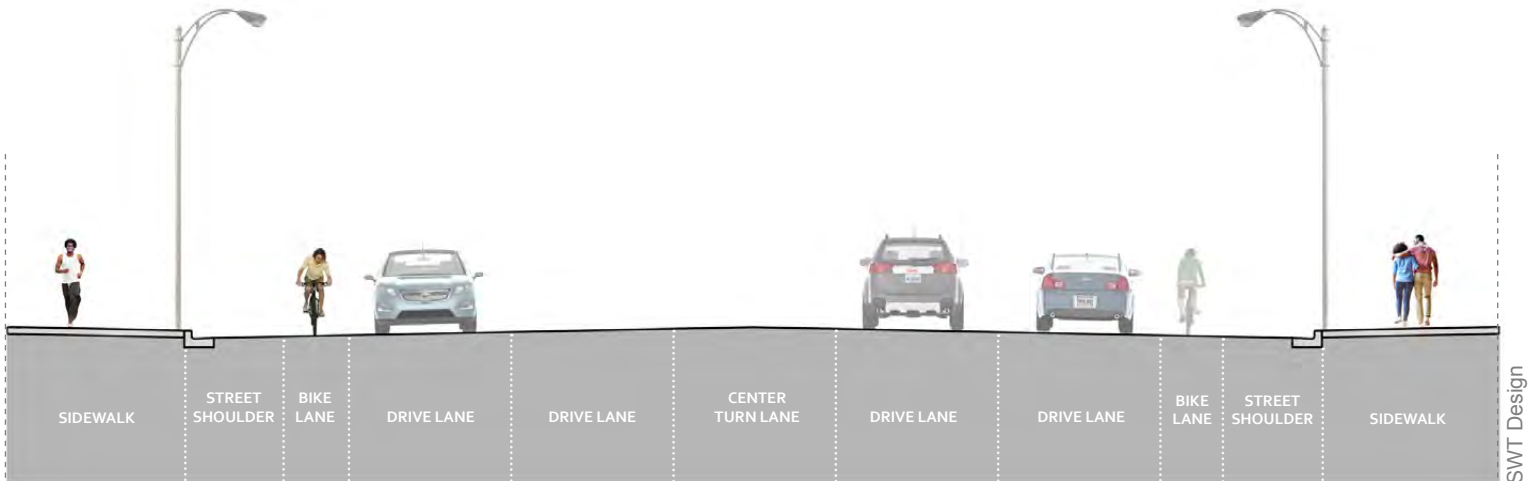 SIDEWALK
STREET
SHOULDER
BIKE
LANE
DRIVE LANE
DRIVE LANE
CENTER
TURN LANE
DRIVE LANE
DRIVE LANE
BIKE
LANE
STREET
SHOULDER
SIDEWALK
SWT Design